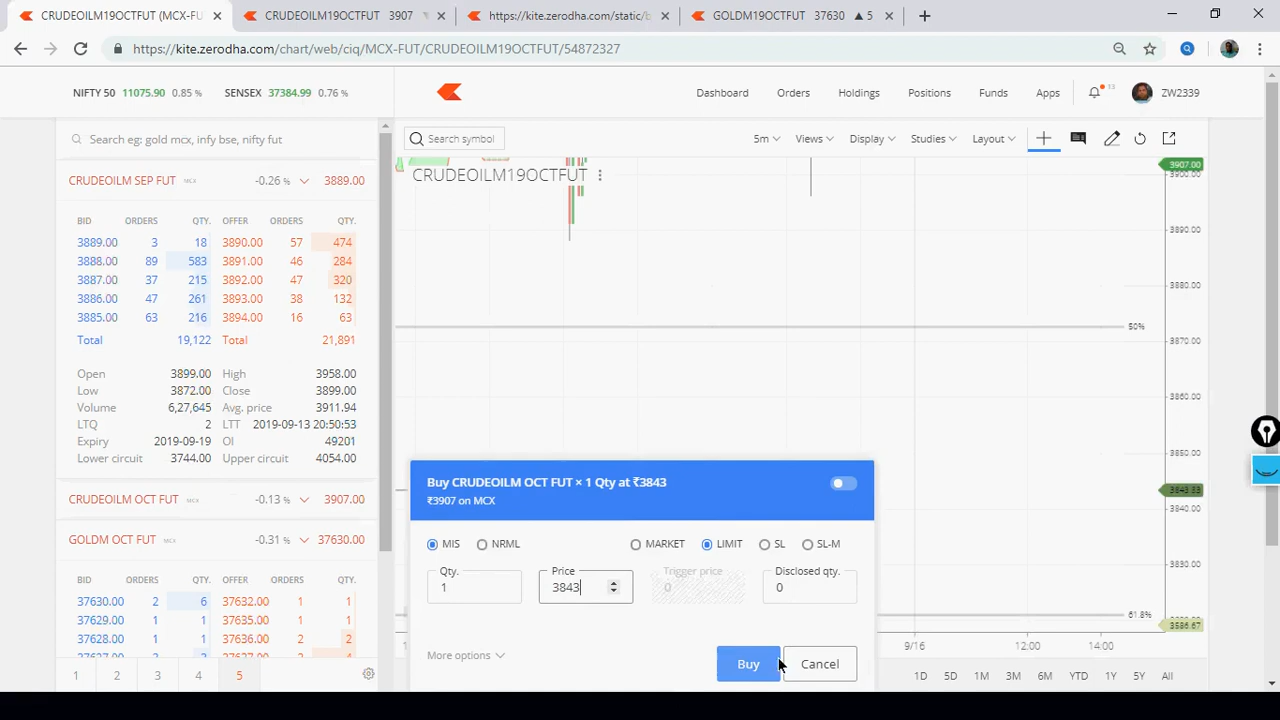 CRUDEOILM19OCTFUT (MCX-FU
CRUDEOILM19OCTFUT 3907
https://kite.zerodha.com/static/b
GOLDM19OCTFUT 37630 ▲ 5
https://kite.zerodha.com/chart/web/ciq/MCX-FUT/CRUDEOILM19OCTFUT/54872327
NIFTY 50 11075.90 0.85 % SENSEX 37384.99 0.76 %
Dashboard Orders Holdings Positions Funds Apps 13 ZW2339
Search eg: gold mcx, infy bse, nifty fut
Search symbol 5m Views Display Studies Layout
CRUDEOILM SEP FUT MCX -0.26 % 3889.00
BID ORDERS QTY. OFFER ORDERS QTY.
3889.00 3 18 3890.00 57 474
3888.00 89 583 3891.00 46 284
3887.00 37 215 3892.00 47 320
3886.00 47 261 3893.00 38 132
3885.00 63 216 3894.00 16 63
Total 19,122 Total 21,891
Open 3899.00 High 3958.00
Low 3872.00 Close 3899.00
Volume 6,27,645 Avg. price 3911.94
LTQ 2 LTT 2019-09-13 20:50:53
Expiry 2019-09-19 OI 49201
Lower circuit 3744.00 Upper circuit 4054.00
CRUDEOILM OCT FUT MCX -0.13 % 3907.00
GOLDM OCT FUT MCX -0.31 % 37630.00
BID ORDERS QTY. OFFER ORDERS QTY.
37630.00 2 6 37632.00 1 1
37629.00 1 1 37635.00 1 1
37628.00 1 1 37636.00 2 2
1 2 3 4 5
CRUDEOILM19OCTFUT
3907.00
3900.00
3890.00
3880.00
50%
3870.00
3860.00
3850.00
3843.83
3840.00
3830.00
61.8%
3586.67
9/16 12:00 14:00
1D 5D 1M 3M 6M YTD 1Y 5Y All
Buy CRUDEOILM OCT FUT × 1 Qty at ₹3843
₹3907 on MCX
MIS NRML MARKET LIMIT SL SL-M
Qty. Price Trigger price Disclosed qty.
1 3843 0 0
More options Buy Cancel